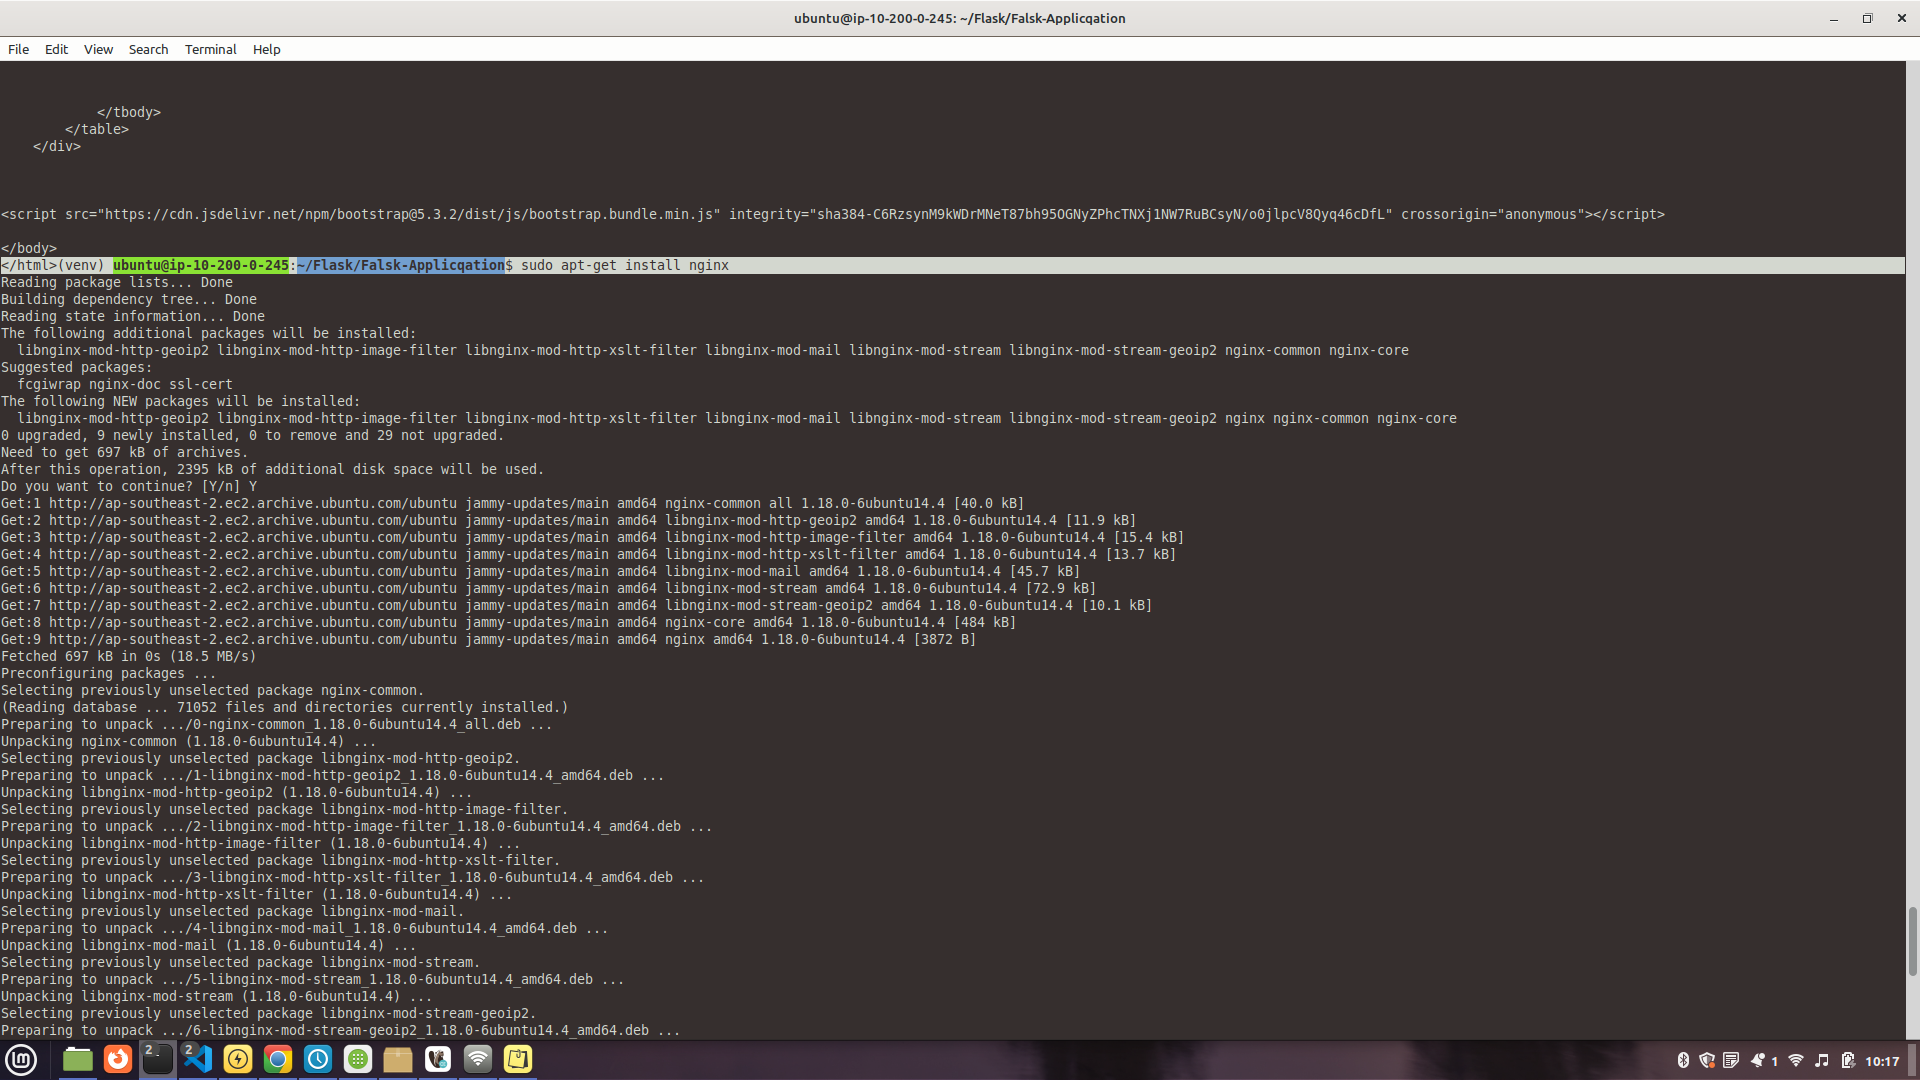 ubuntu@ip-10-200-0-245: ~/Flask/Falsk-Applicqation
File Edit View Search Terminal Help
            </tbody>
        </table>
    </div>
<script src="https://cdn.jsdelivr.net/npm/bootstrap@5.3.2/dist/js/bootstrap.bundle.min.js" integrity="sha384-C6RzsynM9kWDrMNeT87bh95OGNyZPhcTNXj1NW7RuBCsyN/o0jlpcV8Qyq46cDfL" crossorigin="anonymous"></script>
</body>
</html>(venv) ubuntu@ip-10-200-0-245:~/Flask/Falsk-Applicqation$ sudo apt-get install nginx
Reading package lists... Done
Building dependency tree... Done
Reading state information... Done
The following additional packages will be installed:
  libnginx-mod-http-geoip2 libnginx-mod-http-image-filter libnginx-mod-http-xslt-filter libnginx-mod-mail libnginx-mod-stream libnginx-mod-stream-geoip2 nginx-common nginx-core
Suggested packages:
  fcgiwrap nginx-doc ssl-cert
The following NEW packages will be installed:
  libnginx-mod-http-geoip2 libnginx-mod-http-image-filter libnginx-mod-http-xslt-filter libnginx-mod-mail libnginx-mod-stream libnginx-mod-stream-geoip2 nginx nginx-common nginx-core
0 upgraded, 9 newly installed, 0 to remove and 29 not upgraded.
Need to get 697 kB of archives.
After this operation, 2395 kB of additional disk space will be used.
Do you want to continue? [Y/n] Y
Get:1 http://ap-southeast-2.ec2.archive.ubuntu.com/ubuntu jammy-updates/main amd64 nginx-common all 1.18.0-6ubuntu14.4 [40.0 kB]
Get:2 http://ap-southeast-2.ec2.archive.ubuntu.com/ubuntu jammy-updates/main amd64 libnginx-mod-http-geoip2 amd64 1.18.0-6ubuntu14.4 [11.9 kB]
Get:3 http://ap-southeast-2.ec2.archive.ubuntu.com/ubuntu jammy-updates/main amd64 libnginx-mod-http-image-filter amd64 1.18.0-6ubuntu14.4 [15.4 kB]
Get:4 http://ap-southeast-2.ec2.archive.ubuntu.com/ubuntu jammy-updates/main amd64 libnginx-mod-http-xslt-filter amd64 1.18.0-6ubuntu14.4 [13.7 kB]
Get:5 http://ap-southeast-2.ec2.archive.ubuntu.com/ubuntu jammy-updates/main amd64 libnginx-mod-mail amd64 1.18.0-6ubuntu14.4 [45.7 kB]
Get:6 http://ap-southeast-2.ec2.archive.ubuntu.com/ubuntu jammy-updates/main amd64 libnginx-mod-stream amd64 1.18.0-6ubuntu14.4 [72.9 kB]
Get:7 http://ap-southeast-2.ec2.archive.ubuntu.com/ubuntu jammy-updates/main amd64 libnginx-mod-stream-geoip2 amd64 1.18.0-6ubuntu14.4 [10.1 kB]
Get:8 http://ap-southeast-2.ec2.archive.ubuntu.com/ubuntu jammy-updates/main amd64 nginx-core amd64 1.18.0-6ubuntu14.4 [484 kB]
Get:9 http://ap-southeast-2.ec2.archive.ubuntu.com/ubuntu jammy-updates/main amd64 nginx amd64 1.18.0-6ubuntu14.4 [3872 B]
Fetched 697 kB in 0s (18.5 MB/s)
Preconfiguring packages ...
Selecting previously unselected package nginx-common.
(Reading database ... 71052 files and directories currently installed.)
Preparing to unpack .../0-nginx-common_1.18.0-6ubuntu14.4_all.deb ...
Unpacking nginx-common (1.18.0-6ubuntu14.4) ...
Selecting previously unselected package libnginx-mod-http-geoip2.
Preparing to unpack .../1-libnginx-mod-http-geoip2_1.18.0-6ubuntu14.4_amd64.deb ...
Unpacking libnginx-mod-http-geoip2 (1.18.0-6ubuntu14.4) ...
Selecting previously unselected package libnginx-mod-http-image-filter.
Preparing to unpack .../2-libnginx-mod-http-image-filter_1.18.0-6ubuntu14.4_amd64.deb ...
Unpacking libnginx-mod-http-image-filter (1.18.0-6ubuntu14.4) ...
Selecting previously unselected package libnginx-mod-http-xslt-filter.
Preparing to unpack .../3-libnginx-mod-http-xslt-filter_1.18.0-6ubuntu14.4_amd64.deb ...
Unpacking libnginx-mod-http-xslt-filter (1.18.0-6ubuntu14.4) ...
Selecting previously unselected package libnginx-mod-mail.
Preparing to unpack .../4-libnginx-mod-mail_1.18.0-6ubuntu14.4_amd64.deb ...
Unpacking libnginx-mod-mail (1.18.0-6ubuntu14.4) ...
Selecting previously unselected package libnginx-mod-stream.
Preparing to unpack .../5-libnginx-mod-stream_1.18.0-6ubuntu14.4_amd64.deb ...
Unpacking libnginx-mod-stream (1.18.0-6ubuntu14.4) ...
Selecting previously unselected package libnginx-mod-stream-geoip2.
Preparing to unpack .../6-libnginx-mod-stream-geoip2_1.18.0-6ubuntu14.4_amd64.deb ...
2 2 1 10:17